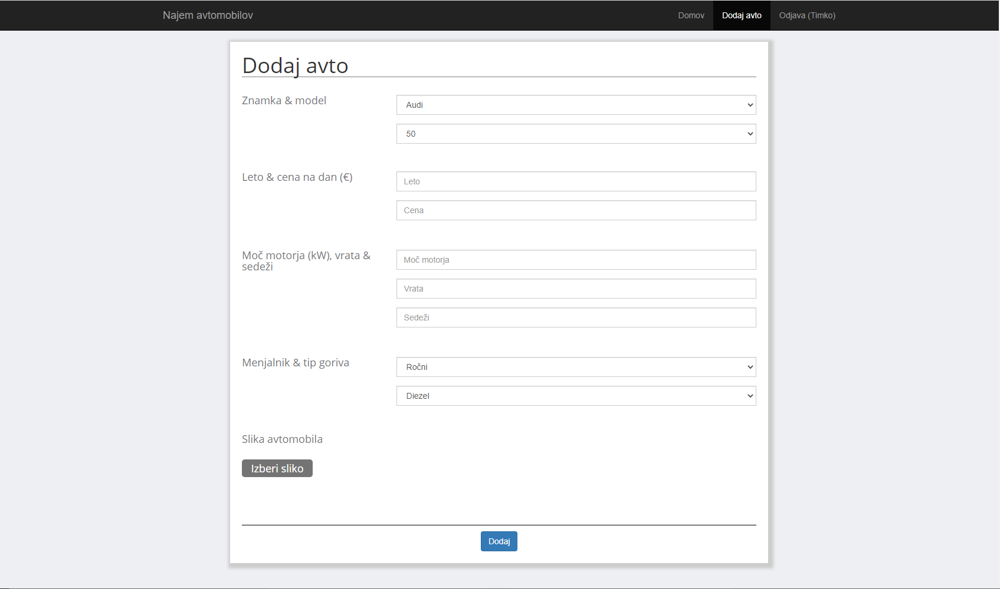 Najem avtomobilov
Domov
Dodaj avto
Odjava (Timko)
Dodaj avto
Znamka & model
Audi
50
Leto & cena na dan (€)
Leto
Cena
Moč motorja (kW), vrata &
sedeži
Moč motorja
Vrata
Sedeži
Menjalnik & tip goriva
Ročni
Diezel
Slika avtomobila
Izberi sliko
Dodaj